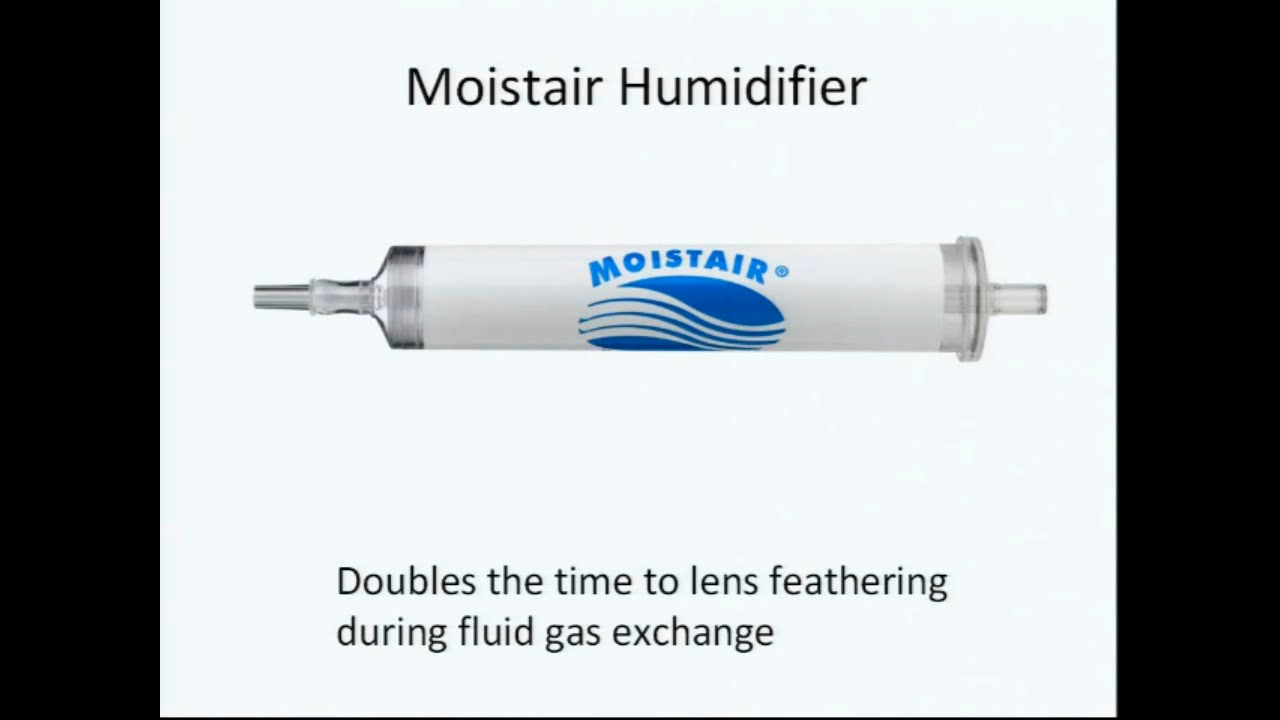 Moistair Humidifier
MOISTAIR®
Doubles the time to lens feathering
during fluid gas exchange